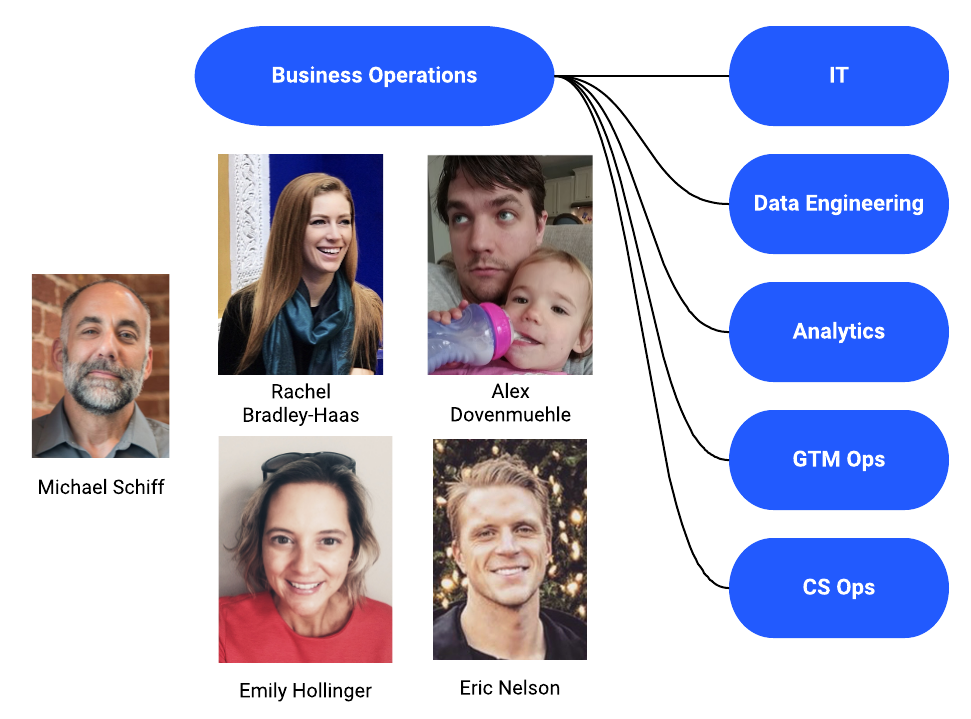 Business Operations
IT
Data Engineering
Analytics
GTM Ops
CS Ops
Rachel
Bradley-Haas
Alex
Dovenmuehle
Michael Schiff
Emily Hollinger
Eric Nelson